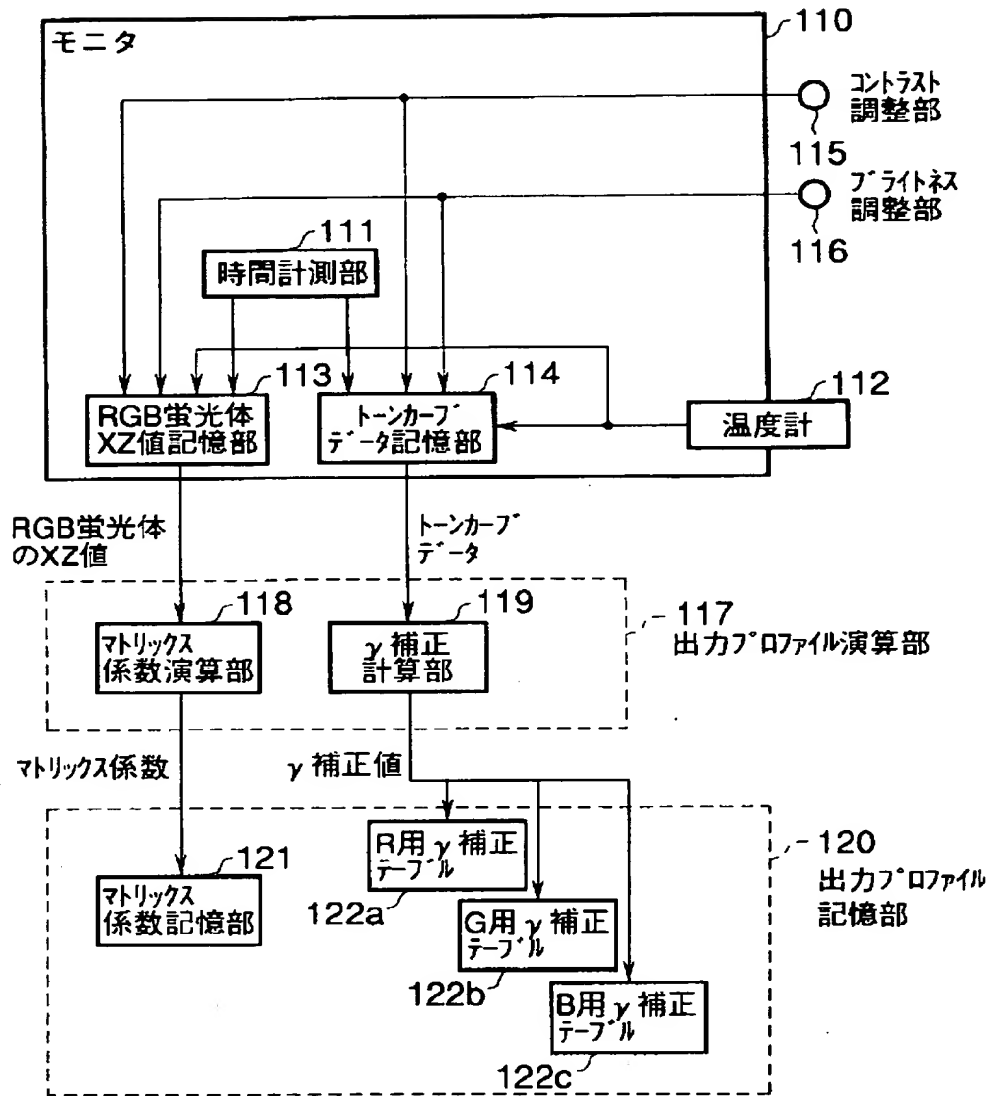 110
モニタ
コントラスト
調整部
115
ブライトネス
調整部
116
111
時間計測部
113
114
112
RGB蛍光体
XZ値記憶部
トーンカーブ
データ記憶部
温度計
RGB蛍光体
のXZ値
トーンカーブ
データ
118
119
117
出力プロファイル演算部
マトリックス
係数演算部
γ補正
計算部
マトリックス係数
γ補正値
R用γ補正
テーブル
122a
120
出力プロファイル
記憶部
121
マトリックス
係数記憶部
G用γ補正
テーブル
122b
B用γ補正
テーブル
122c